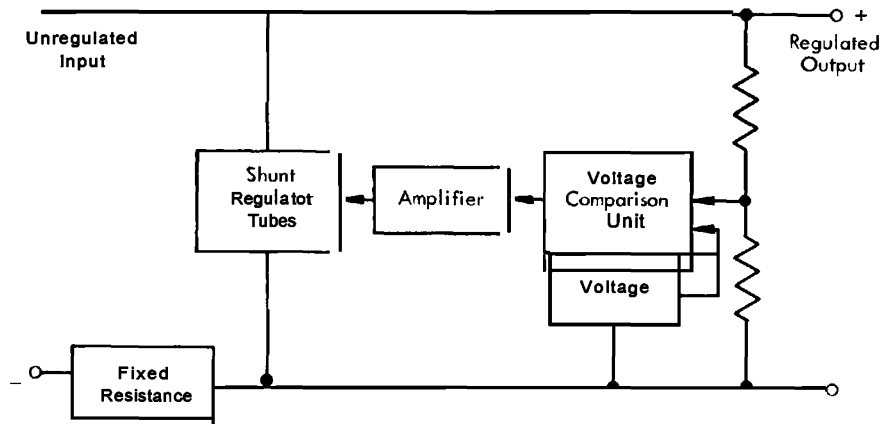 +
Unregulated
Input
Regulated
Output
Shunt
Regulatot
Tubes
Amplifier
Voltage
Comparison
Unit
Voltage
–
Fixed
Resistance